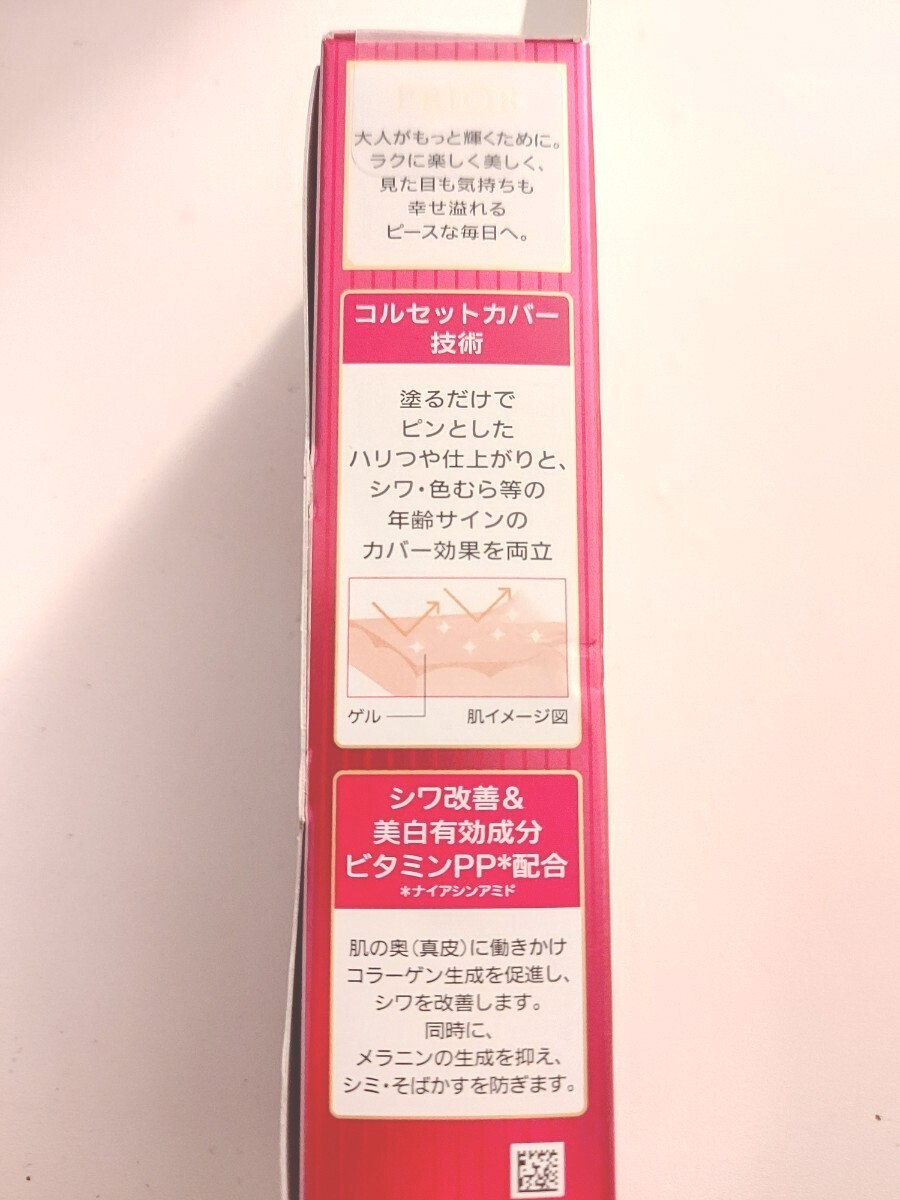 PRIOR
大人がもっと輝くために。
ラクに楽しく美しく、
見た目も気持ちも
幸せ溢れる
ピースな毎日へ。
コルセットカバー
技術
塗るだけで
ピンとした
ハリつや仕上がりと、
シワ・色むら等の
年齢サインの
カバー効果を両立
ゲル
肌イメージ図
シワ改善&
美白有効成分
ビタミンPP*配合
*ナイアシンアミド
肌の奥(真皮)に働きかけ
コラーゲン生成を促進し、
シワを改善します。
同時に、
メラニンの生成を抑え、
シミ・そばかすを防ぎます。